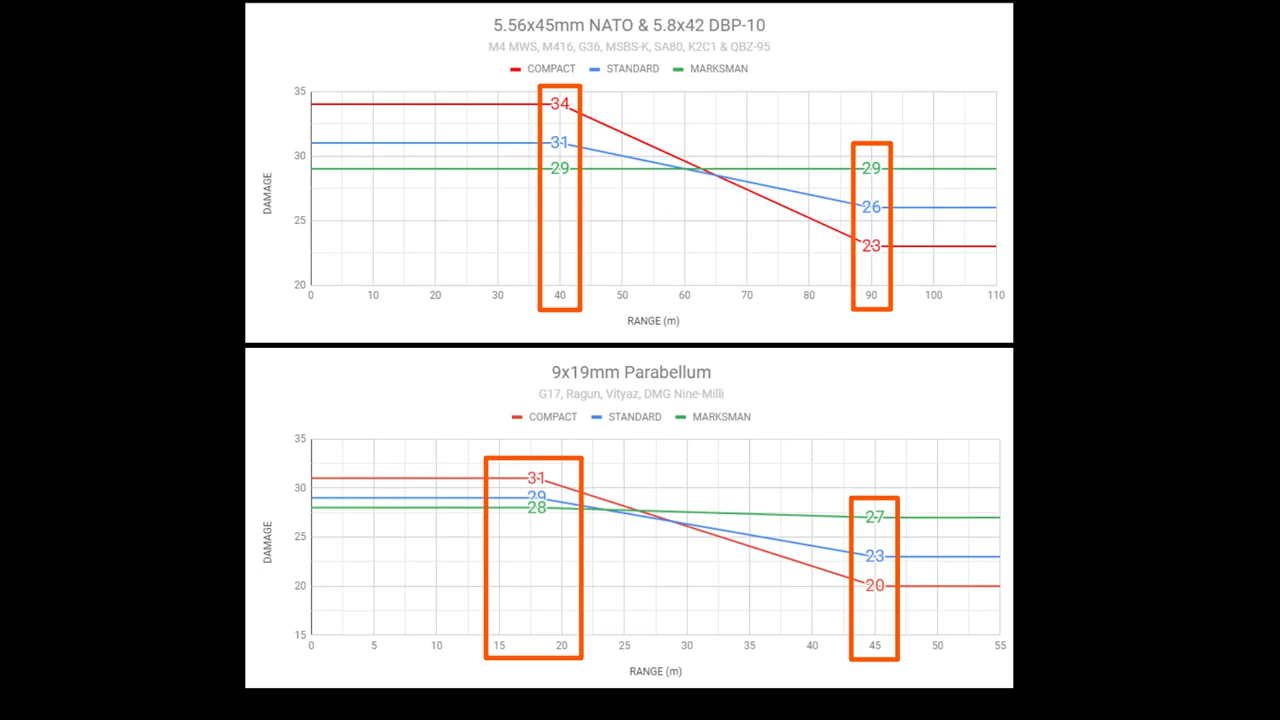 5.56x45mm NATO & 5.8x42 DBP-10
M4 MWS, M416, G36, MSBS-K, SA80, K2C1 & QBZ-95
COMPACT STANDARD MARKSMAN
35
34
31
30
29 29
26
25
23
20
DAMAGE
0 10 20 30 40 50 60 70 80 90 100 110
RANGE (m)
9x19mm Parabellum
G17, Ragun, Vityaz, DMG Nine-Milli
COMPACT STANDARD MARKSMAN
35
31
30
29
28
27
25
23
20 20
15
DAMAGE
0 5 10 15 20 25 30 35 40 45 50 55
RANGE (m)